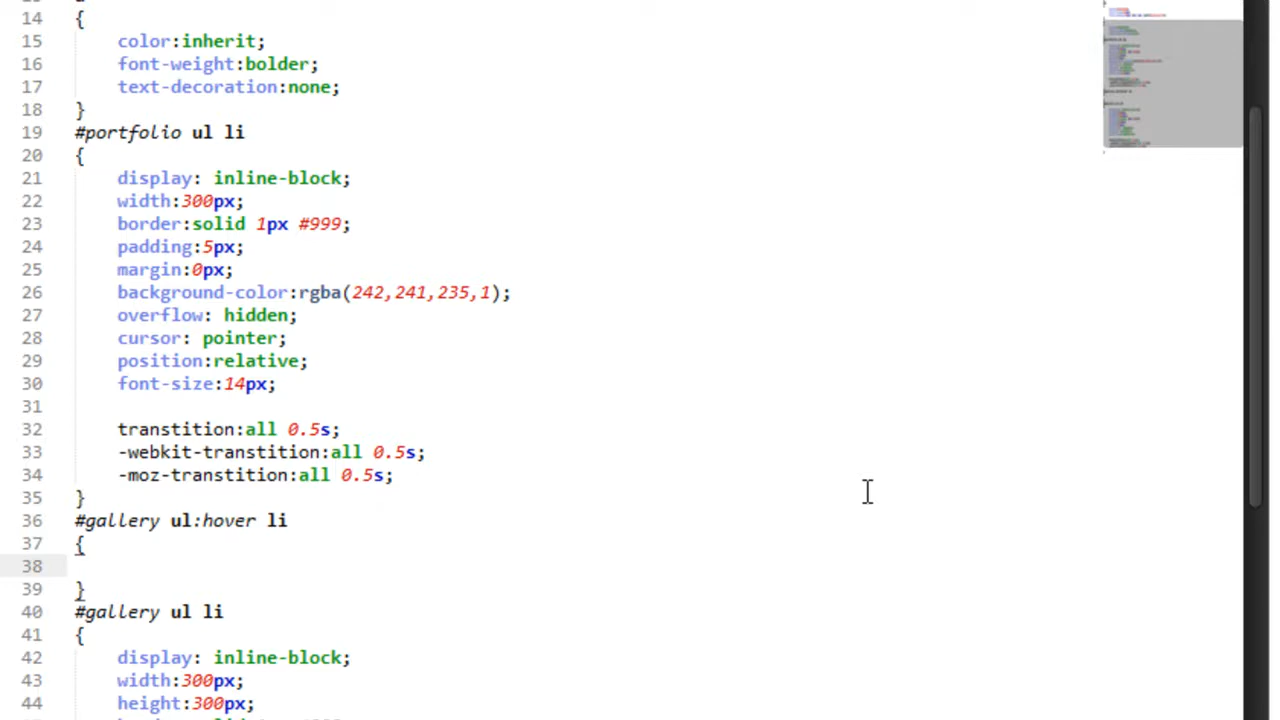 14 {
15 color:inherit;
16 font-weight:bolder;
17 text-decoration:none;
18 }
19 #portfolio ul li
20 {
21 display: inline-block;
22 width:300px;
23 border:solid 1px #999;
24 padding:5px;
25 margin:0px;
26 background-color:rgba(242,241,235,1);
27 overflow: hidden;
28 cursor: pointer;
29 position:relative;
30 font-size:14px;
31
32 transtition:all 0.5s;
33 -webkit-transtition:all 0.5s;
34 -moz-transtition:all 0.5s;
35 }
36 #gallery ul:hover li
37 {
38
39 }
40 #gallery ul li
41 {
42 display: inline-block;
43 width:300px;
44 height:300px;